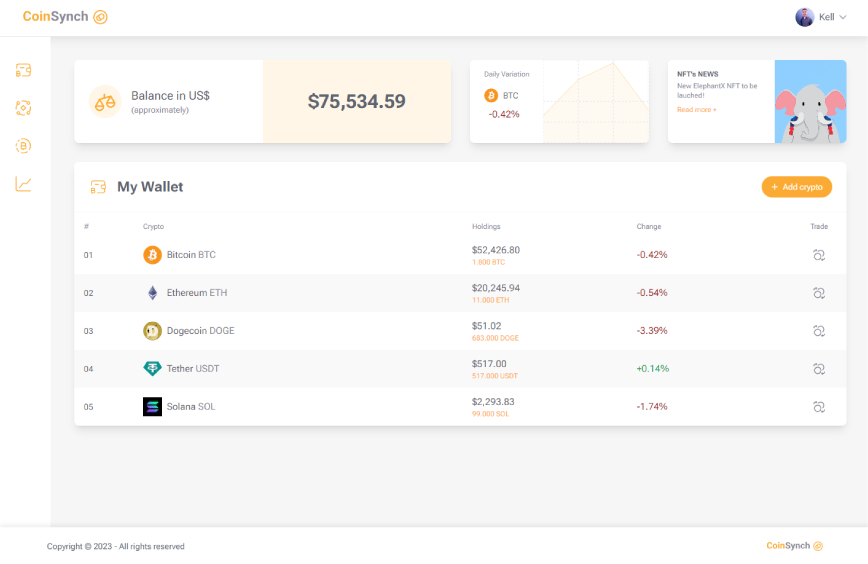 CoinSynch
Kell
Balance in US$
(approximately)
$75,534.59
Daily Variation
BTC
-0.42%
NFT's NEWS
New ElephantX NFT to be
lauched!
Read more +
My Wallet
+ Add crypto
# Crypto Holdings Change Trade
01 Bitcoin BTC $52,426.80 -0.42%
1.800 BTC
02 Ethereum ETH $20,245.94 -0.54%
11.000 ETH
03 Dogecoin DOGE $51.02 -3.39%
683.000 DOGE
04 Tether USDT $517.00 +0.14%
517.000 USDT
05 Solana SOL $2,293.83 -1.74%
99.000 SOL
Copyright © 2023 - All rights reserved
CoinSynch